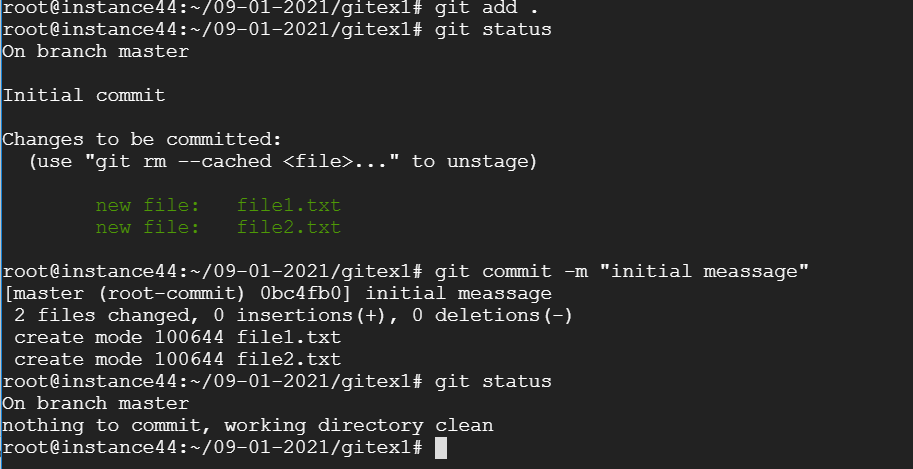 root@instance44:~/09-01-2021/gitex1# git add .
root@instance44:~/09-01-2021/gitex1# git status
On branch master
Initial commit
Changes to be committed:
  (use "git rm --cached <file>..." to unstage)
        new file:   file1.txt
        new file:   file2.txt
root@instance44:~/09-01-2021/gitex1# git commit -m "initial meassage"
[master (root-commit) 0bc4fb0] initial meassage
 2 files changed, 0 insertions(+), 0 deletions(-)
 create mode 100644 file1.txt
 create mode 100644 file2.txt
root@instance44:~/09-01-2021/gitex1# git status
On branch master
nothing to commit, working directory clean
root@instance44:~/09-01-2021/gitex1#